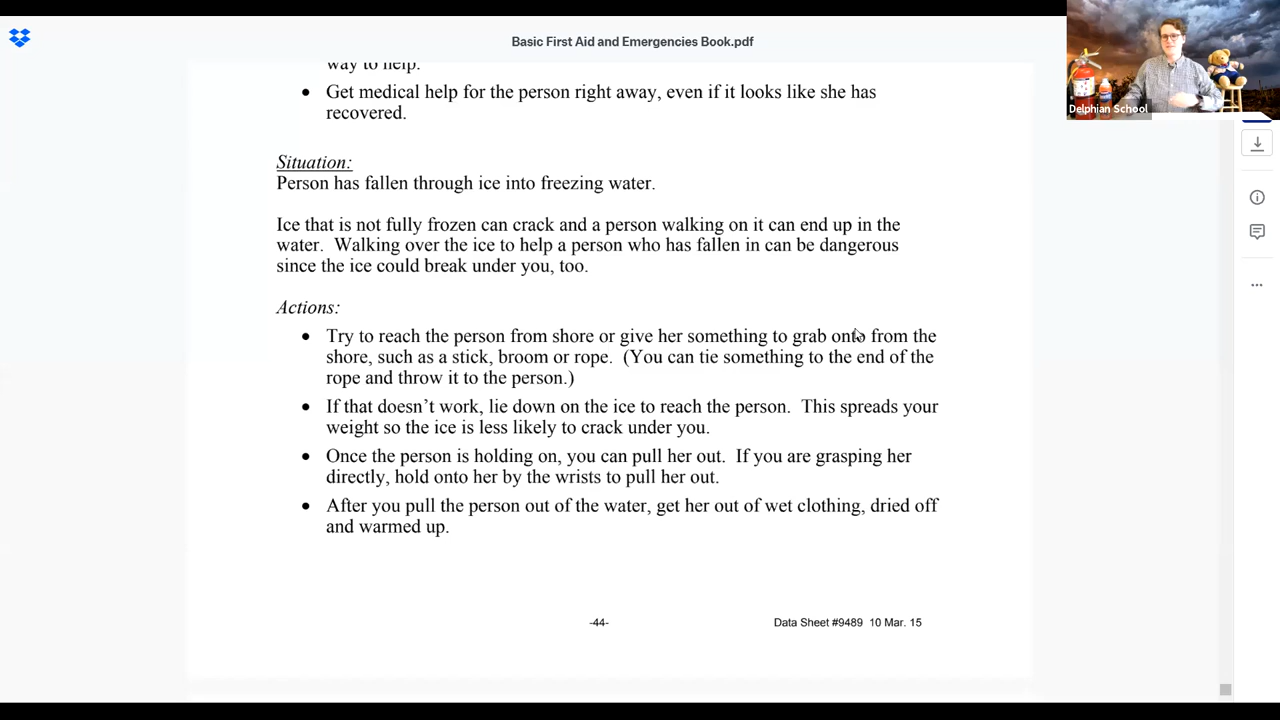 Basic First Aid and Emergencies Book.pdf
Delphian School
way to help.
• Get medical help for the person right away, even if it looks like she has
recovered.
Situation:
Person has fallen through ice into freezing water.
Ice that is not fully frozen can crack and a person walking on it can end up in the
water. Walking over the ice to help a person who has fallen in can be dangerous
since the ice could break under you, too.
Actions:
• Try to reach the person from shore or give her something to grab onto from the
shore, such as a stick, broom or rope. (You can tie something to the end of the
rope and throw it to the person.)
• If that doesn't work, lie down on the ice to reach the person. This spreads your
weight so the ice is less likely to crack under you.
• Once the person is holding on, you can pull her out. If you are grasping her
directly, hold onto her by the wrists to pull her out.
• After you pull the person out of the water, get her out of wet clothing, dried off
and warmed up.
-44-
Data Sheet #9489 10 Mar. 15